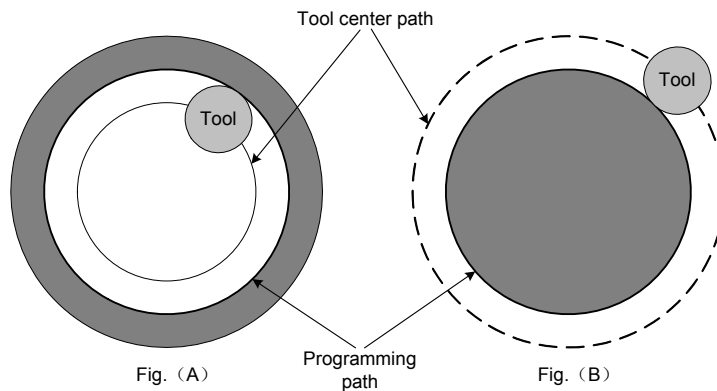 Tool center path
Tool
Tool
Programming
path
Fig.（A）
Fig.（B）